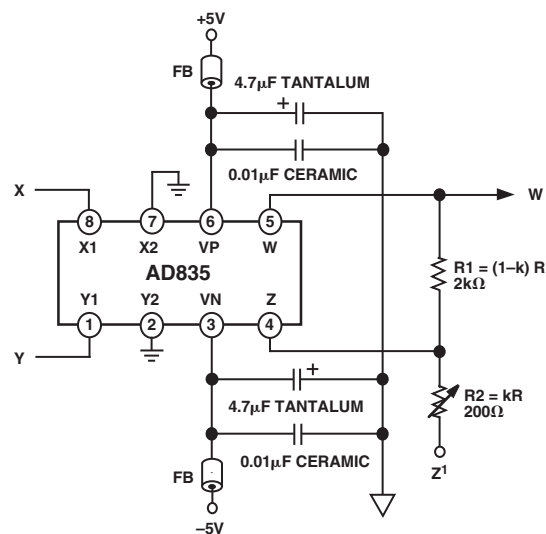 +5V
FB
4.7μF TANTALUM
+
0.01μF CERAMIC
X
W
8
7
6
5
X1
X2
VP
W
AD835
R1 = (1–k) R
2kΩ
Y1
Y2
VN
Z
1
2
3
4
Y
+
4.7μF TANTALUM
R2 = kR
200Ω
0.01μF CERAMIC
FB
Z¹
–5V